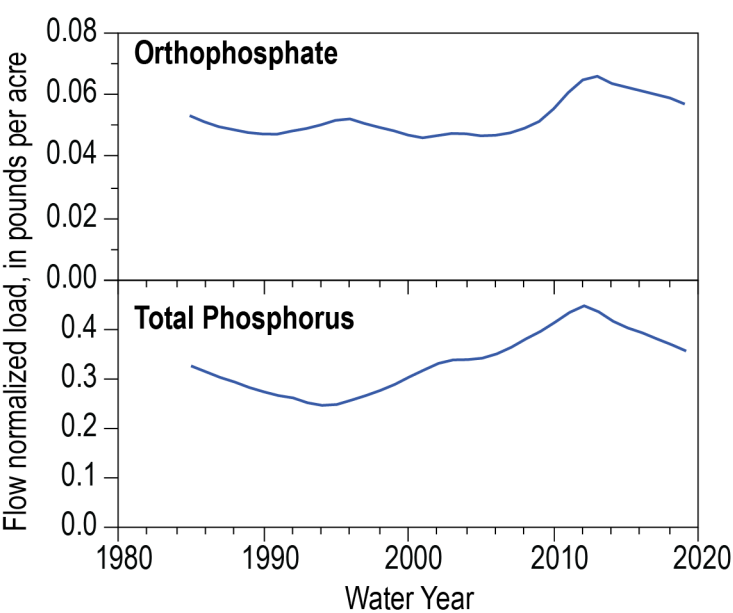 Flow normalized load, in pounds per acre
Orthophosphate
0.08
0.06
0.04
0.02
0.00
Total Phosphorus
0.4
0.3
0.2
0.1
0.0
1980 1990 2000 2010 2020
Water Year